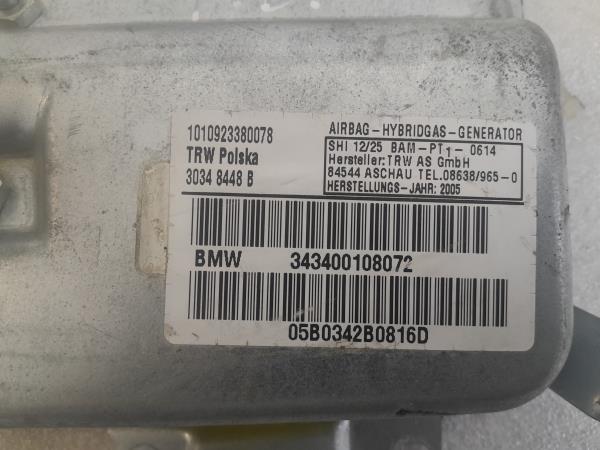 1010923380078
TRW Polska
3034 8448 B
AIRBAG-HYBRIDGAS-GENERATOR
SHI 12/25 BAM-PT1-0614
Hersteller:TRW AS GmbH
84544 ASCHAU TEL.08638/965-0
HERSTELLUNGS-JAHR: 2005
BMW 343400108072
05B0342B0816D